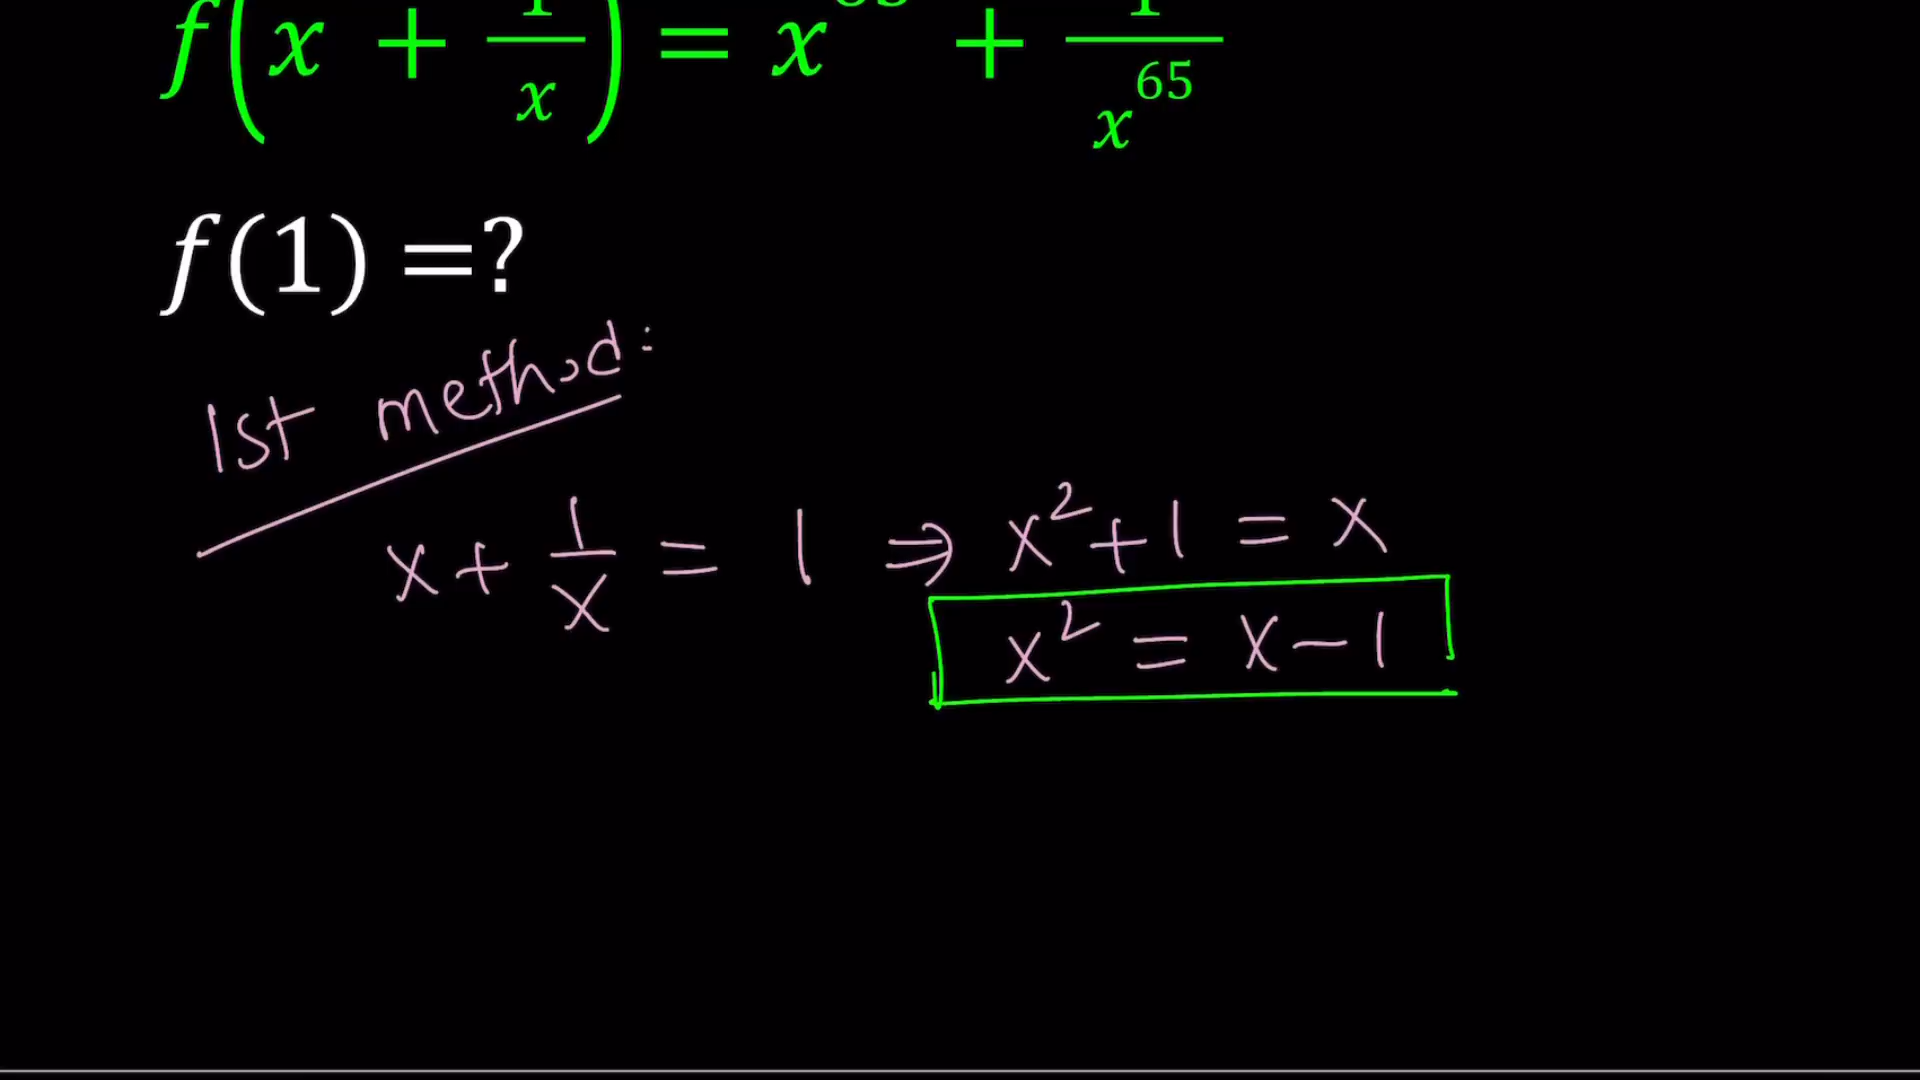 f(x + 1/x) = x^65 + 1/x^65
f(1) =?
1st method:
x + 1/x = 1 ⇒ x² + 1 = x
x² = x − 1